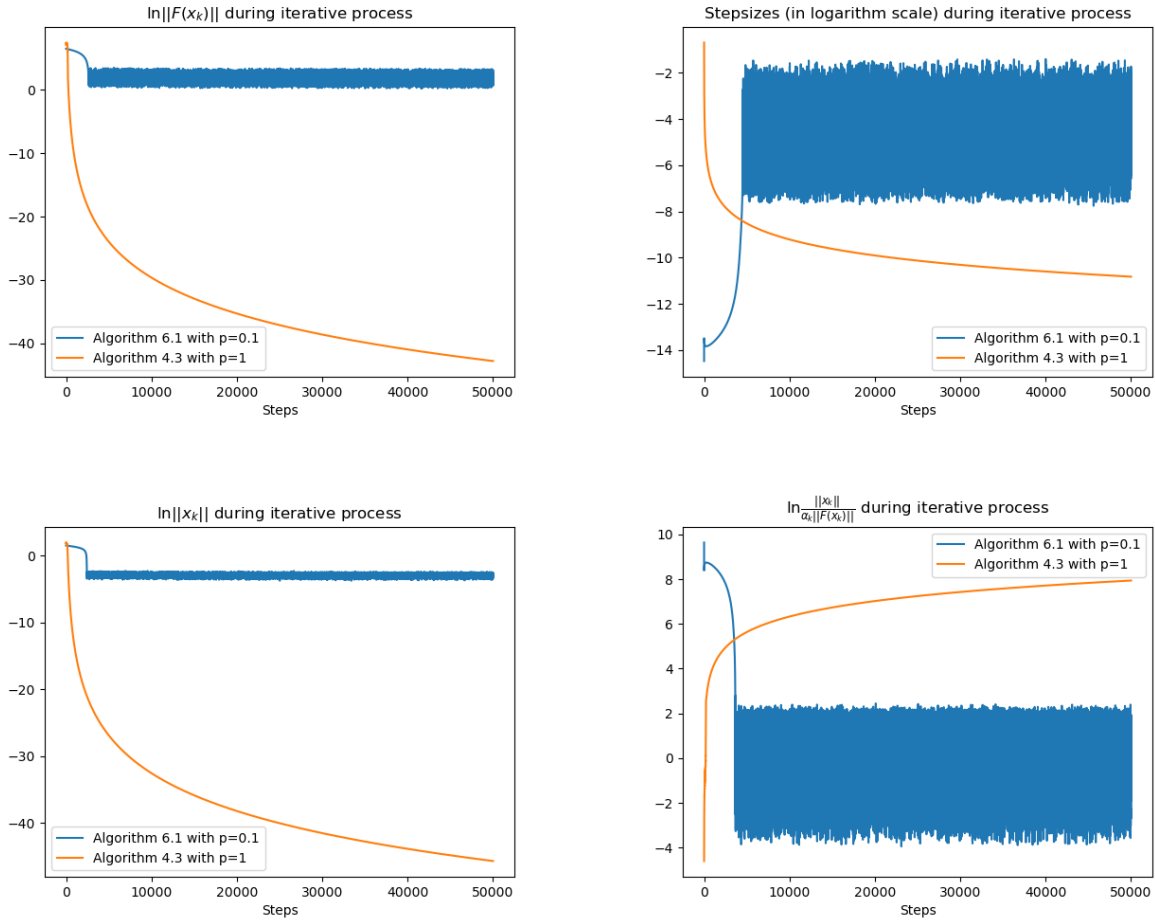 ln||F(x_k)|| during iterative process
0
−10
−20
−30
−40
Algorithm 6.1 with p=0.1
Algorithm 4.3 with p=1
0 10000 20000 30000 40000 50000
Steps
Stepsizes (in logarithm scale) during iterative process
−2
−4
−6
−8
−10
−12
−14
Algorithm 6.1 with p=0.1
Algorithm 4.3 with p=1
0 10000 20000 30000 40000 50000
Steps
ln||x_k|| during iterative process
0
−10
−20
−30
−40
Algorithm 6.1 with p=0.1
Algorithm 4.3 with p=1
0 10000 20000 30000 40000 50000
Steps
ln ||x_k|| / α_k||F(x_k)|| during iterative process
10
8
6
4
2
0
−2
−4
Algorithm 6.1 with p=0.1
Algorithm 4.3 with p=1
0 10000 20000 30000 40000 50000
Steps